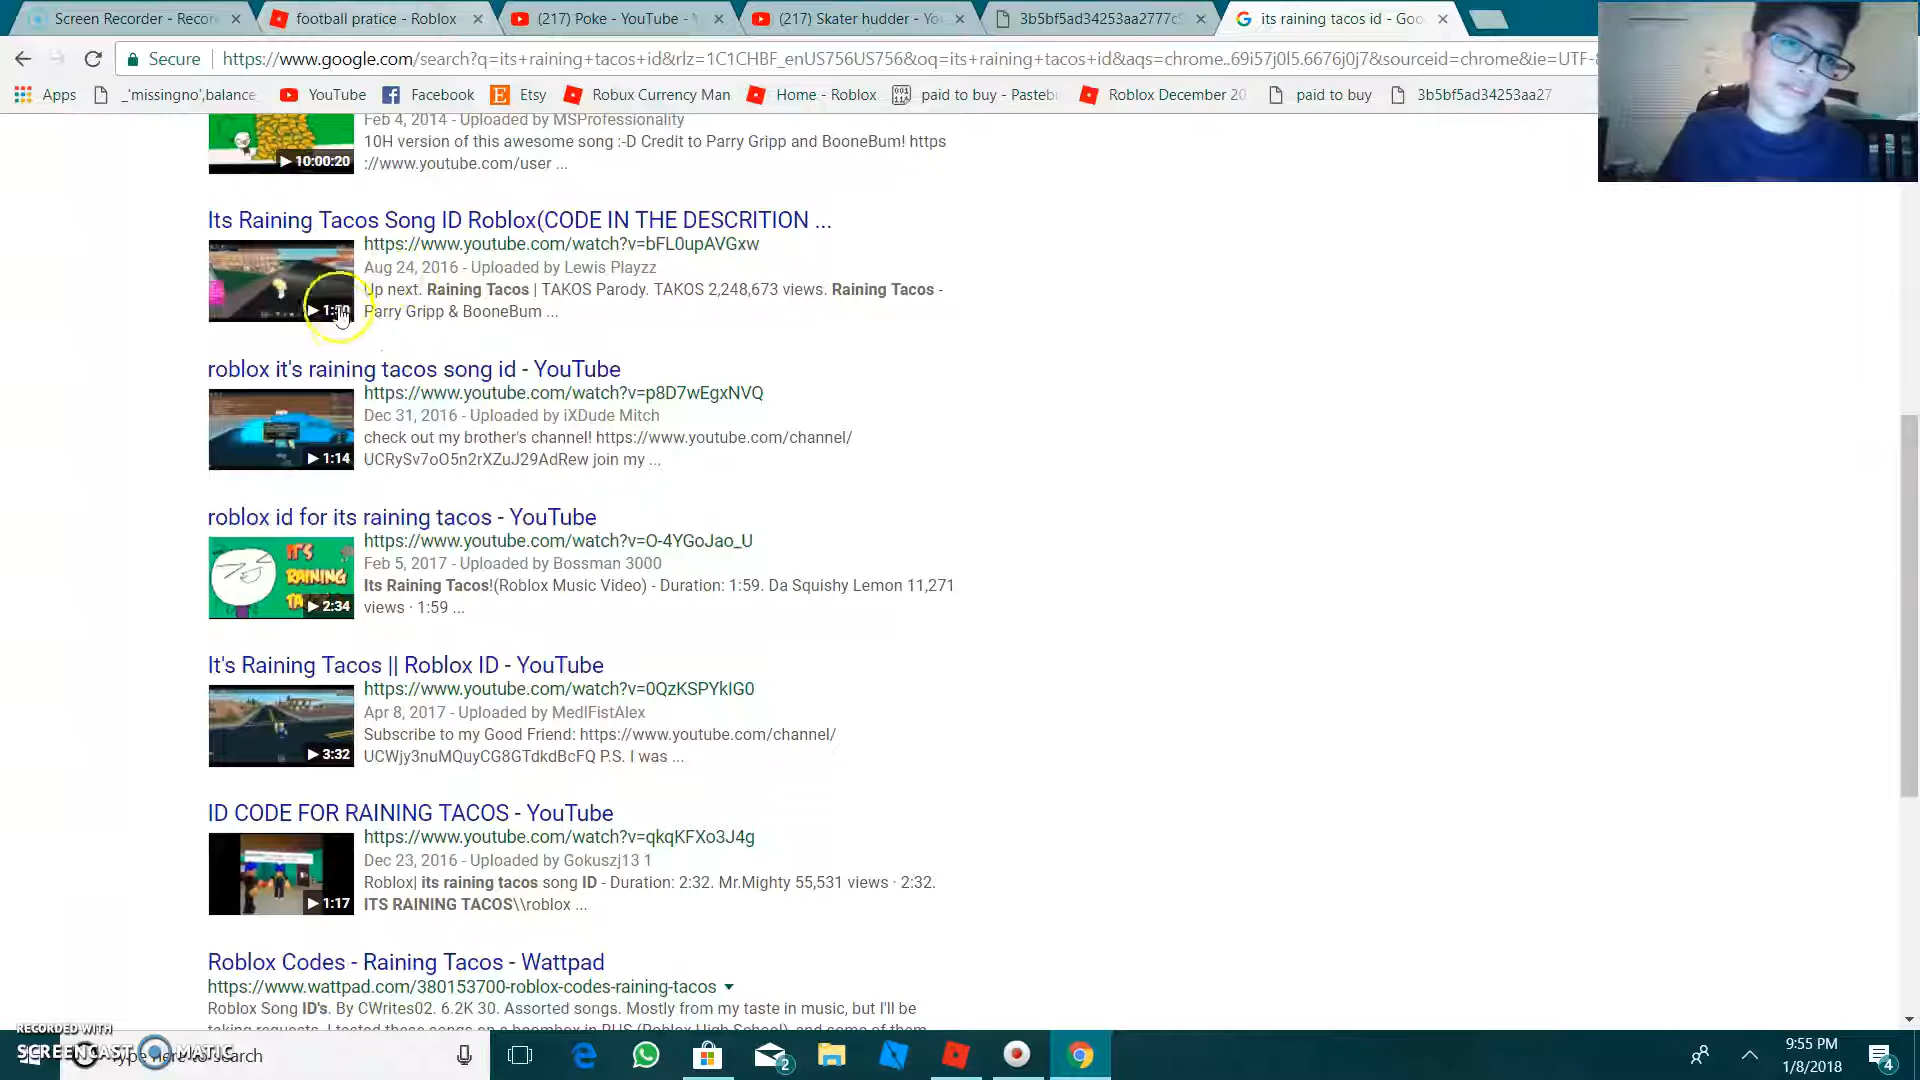 Screen Recorder - Recor
football pratice - Roblox
(217) Poke - YouTube -
(217) Skater hudder - Yo
3b5bf5ad34253aa2777c
its raining tacos id - Goo
Secure
https://www.google.com/search?q=its+raining+tacos+id&rlz=1C1CHBF_enUS756US756&oq=its+raining+tacos+id&aqs=chrome..69i57j0l5.6676j0j7&sourceid=chrome&ie=UTF-
Apps
_'missingno',balance
YouTube
Facebook
Etsy
Robux Currency Man
Home - Roblox
paid to buy - Pasteb
Roblox December 20
paid to buy
3b5bf5ad34253aa27
Feb 4, 2014 - Uploaded by MSProfessionality
10H version of this awesome song :-D Credit to Parry Gripp and BooneBum! https
://www.youtube.com/user ...
10:00:20
Its Raining Tacos Song ID Roblox(CODE IN THE DESCRITION ...
https://www.youtube.com/watch?v=bFL0upAVGxw
Aug 24, 2016 - Uploaded by Lewis Playzz
Up next. Raining Tacos | TAKOS Parody. TAKOS 2,248,673 views. Raining Tacos -
Parry Gripp & BooneBum ...
roblox it's raining tacos song id - YouTube
https://www.youtube.com/watch?v=p8D7wEgxNVQ
Dec 31, 2016 - Uploaded by iXDude Mitch
check out my brother's channel! https://www.youtube.com/channel/
UCRySv7oO5n2rXZuJ29AdRew join my ...
1:14
roblox id for its raining tacos - YouTube
https://www.youtube.com/watch?v=O-4YGoJao_U
Feb 5, 2017 - Uploaded by Bossman 3000
Its Raining Tacos!(Roblox Music Video) - Duration: 1:59. Da Squishy Lemon 11,271
views · 1:59 ...
IT'S
RAINING
2:34
It's Raining Tacos || Roblox ID - YouTube
https://www.youtube.com/watch?v=0QzKSPYkIG0
Apr 8, 2017 - Uploaded by MedIFistAlex
Subscribe to my Good Friend: https://www.youtube.com/channel/
UCWjy3nuMQuyCG8GTdkdBcFQ P.S. I was ...
3:32
ID CODE FOR RAINING TACOS - YouTube
https://www.youtube.com/watch?v=qkqKFXo3J4g
Dec 23, 2016 - Uploaded by Gokuszj13 1
Roblox| its raining tacos song ID - Duration: 2:32. Mr.Mighty 55,531 views · 2:32.
ITS RAINING TACOS\\roblox ...
1:17
Roblox Codes - Raining Tacos - Wattpad
https://www.wattpad.com/380153700-roblox-codes-raining-tacos
Roblox Song ID's. By CWrites02. 6.2K 30. Assorted songs. Mostly from my taste in music, but I'll be
RECORDED WITH
SCREENCAST MATIC
Type here to search
2
9:55 PM
1/8/2018
4